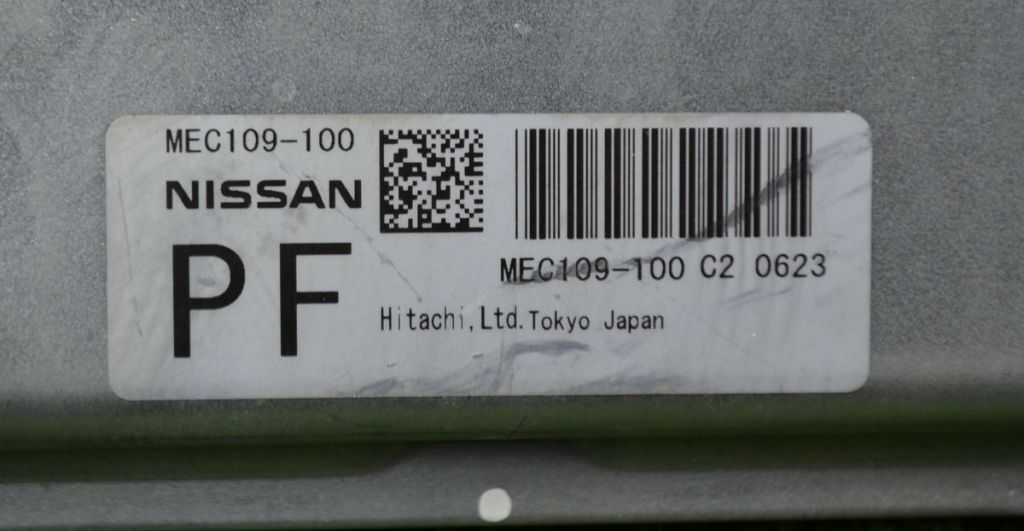 MEC109-100
NISSAN
PF
MEC109-100 C2 0623
Hitachi,Ltd.Tokyo Japan